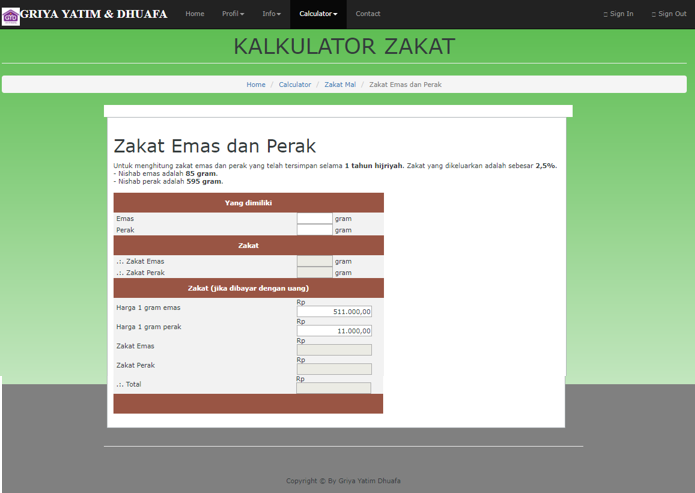 GYD GRIYA YATIM & DHUAFA Home Profil Info Calculator Contact Sign In Sign Out
KALKULATOR ZAKAT
Home / Calculator / Zakat Mal / Zakat Emas dan Perak
Zakat Emas dan Perak
Untuk menghitung zakat emas dan perak yang telah tersimpan selama 1 tahun hijriyah. Zakat yang dikeluarkan adalah sebesar 2,5%.
- Nishab emas adalah 85 gram.
- Nishab perak adalah 595 gram.
Yang dimiliki
Emas gram
Perak gram
Zakat
.:. Zakat Emas gram
.:. Zakat Perak gram
Zakat (jika dibayar dengan uang)
Harga 1 gram emas Rp 511.000,00
Harga 1 gram perak Rp 11.000,00
Zakat Emas Rp
Zakat Perak Rp
.:. Total Rp
Copyright © By Griya Yatim Dhuafa